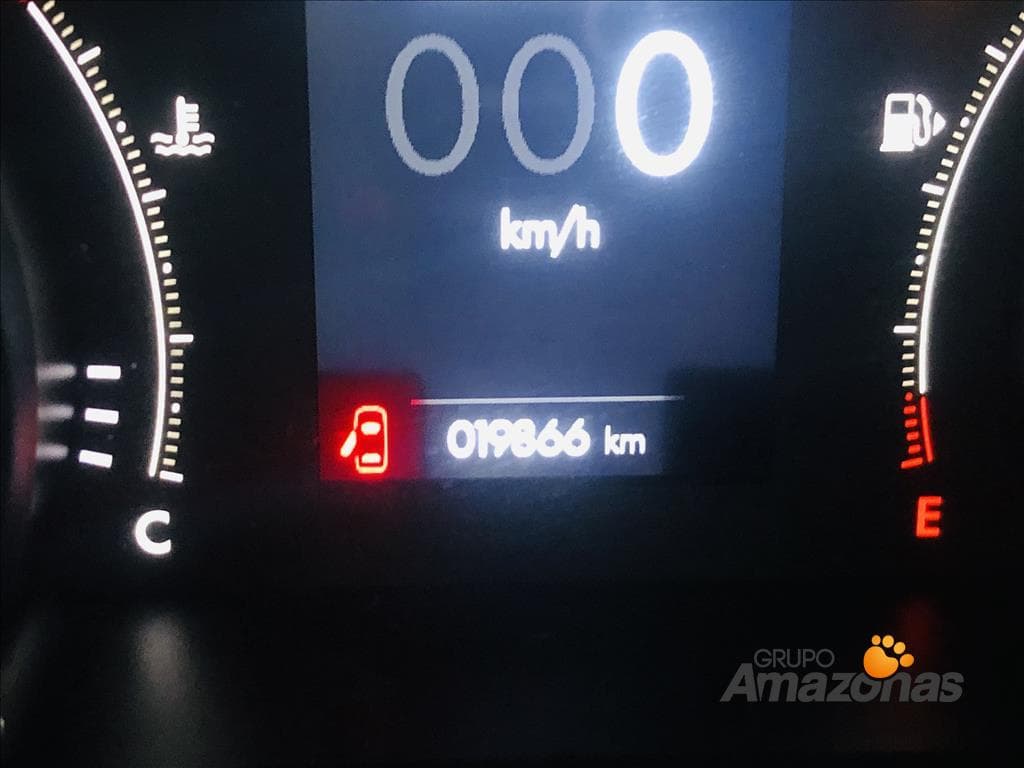 000
km/h
019866 km
C
E
GRUPO
Amazonas